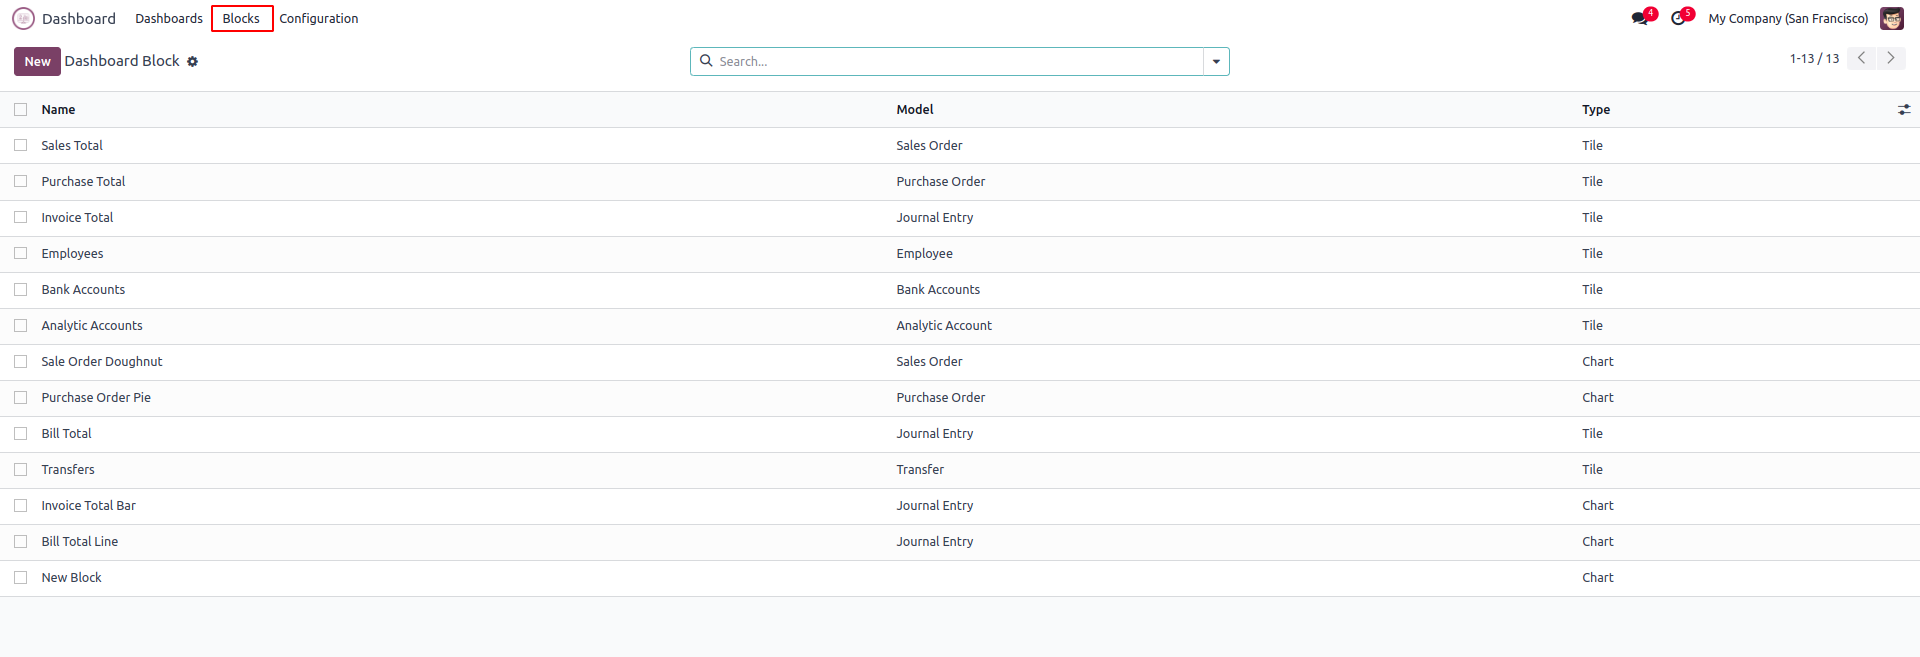 Dashboard Dashboards Blocks Configuration 4 5 My Company (San Francisco)
New Dashboard Block Search... 1-13 / 13
Name Model Type
Sales Total Sales Order Tile
Purchase Total Purchase Order Tile
Invoice Total Journal Entry Tile
Employees Employee Tile
Bank Accounts Bank Accounts Tile
Analytic Accounts Analytic Account Tile
Sale Order Doughnut Sales Order Chart
Purchase Order Pie Purchase Order Chart
Bill Total Journal Entry Tile
Transfers Transfer Tile
Invoice Total Bar Journal Entry Chart
Bill Total Line Journal Entry Chart
New Block Chart